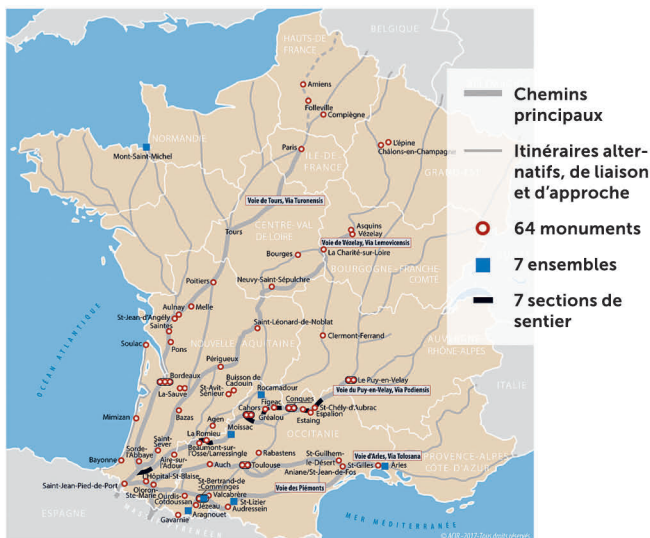 BELGIQUE
HAUTS-DE-
FRANCE
Amiens
Folleville
Compiègne
NORMANDIE
Mont-Saint-Michel
Paris
ÎLE DE
FRANCE
L'épine
Châlons-en-Champagne
GRAND EST
Voie de Tours, Via Turonensis
CENTRE VAL
DE LOIRE
Tours
Asquins
Vézelay
Voie de Vézelay, Via Lemovicensis
La Charité-sur-Loire
Bourges
BOURGOGNE-FRANCHE
COMTÉ
Neuvy-Saint-Sépulchre
Poitiers
Aulnay
Melle
St-Jean-d'Angély
Saintes
Pons
Soulac
OCÉAN ATLANTIQUE
NOUVELLE AQUITAINE
Saint-Léonard-de-Noblat
Clermont-Ferrand
AUVERGNE
RHÔNE-ALPES
Périgueux
Bordeaux
La-Sauve
St-Avit-
Sénieur
Buisson de
Cadouin
Rocamadour
Le Puy-en-Velay
Voie du Puy-en-Velay, Via Podiensis
ITALIE
Figeac
Conques
Cahors
Gréalou
St-Chély-d'Aubrac
Espalion
Estaing
Mimizan
Bazas
Agen
La Romieu
Moissac
Beaumont-sur-
l'Osse/Larressingle
OCCITANIE
Saint-
Sever
Sorde-
l'Abbaye
Aire-sur-
l'Adour
Bayonne
Auch
Toulouse
Rabastens
St-Guilhem-
le-Désert
Aniane/St-Jean-de-Fos
St-Gilles
Arles
Voie d'Arles, Via Tolosana
PROVENCE-ALPES
CÔTE D'AZUR
Saint-Jean-Pied-de-Port
l'Hôpital-St-Blaise
Oloron-
Ste-Marie
Ourdis-
Cotdoussan
St-Bertrand-de-
Comminges
Valcabrère
Voie des Piémonts
St-Lizier
Audressein
Jézeau
Aragnouet
Gavarnie
ESPAGNE
MER MÉDITERRANÉE
© ACIR - 2017-Tous droits réservés
Chemins
principaux
Itinéraires alter-
natifs, de liaison
et d'approche
64 monuments
7 ensembles
7 sections de
sentier